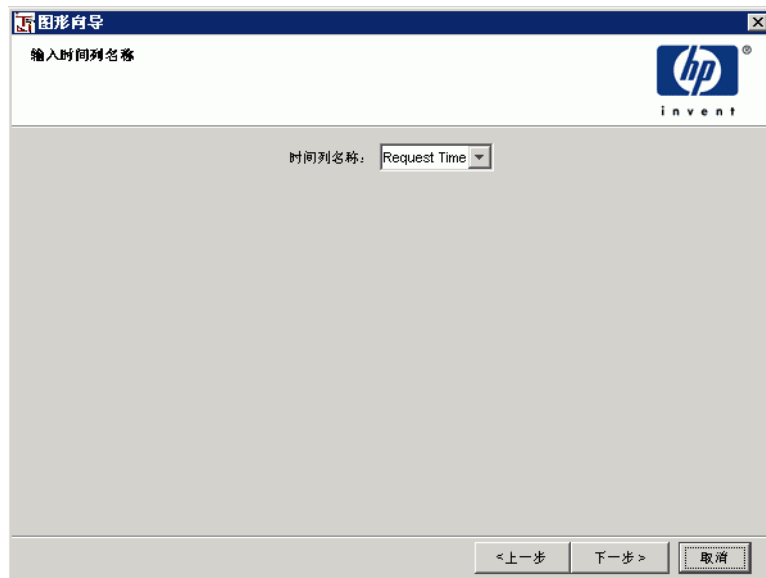 图形向导
输入时间列名称
hp
®
invent
时间列名称: Request Time
<上一步 下一步> 取消